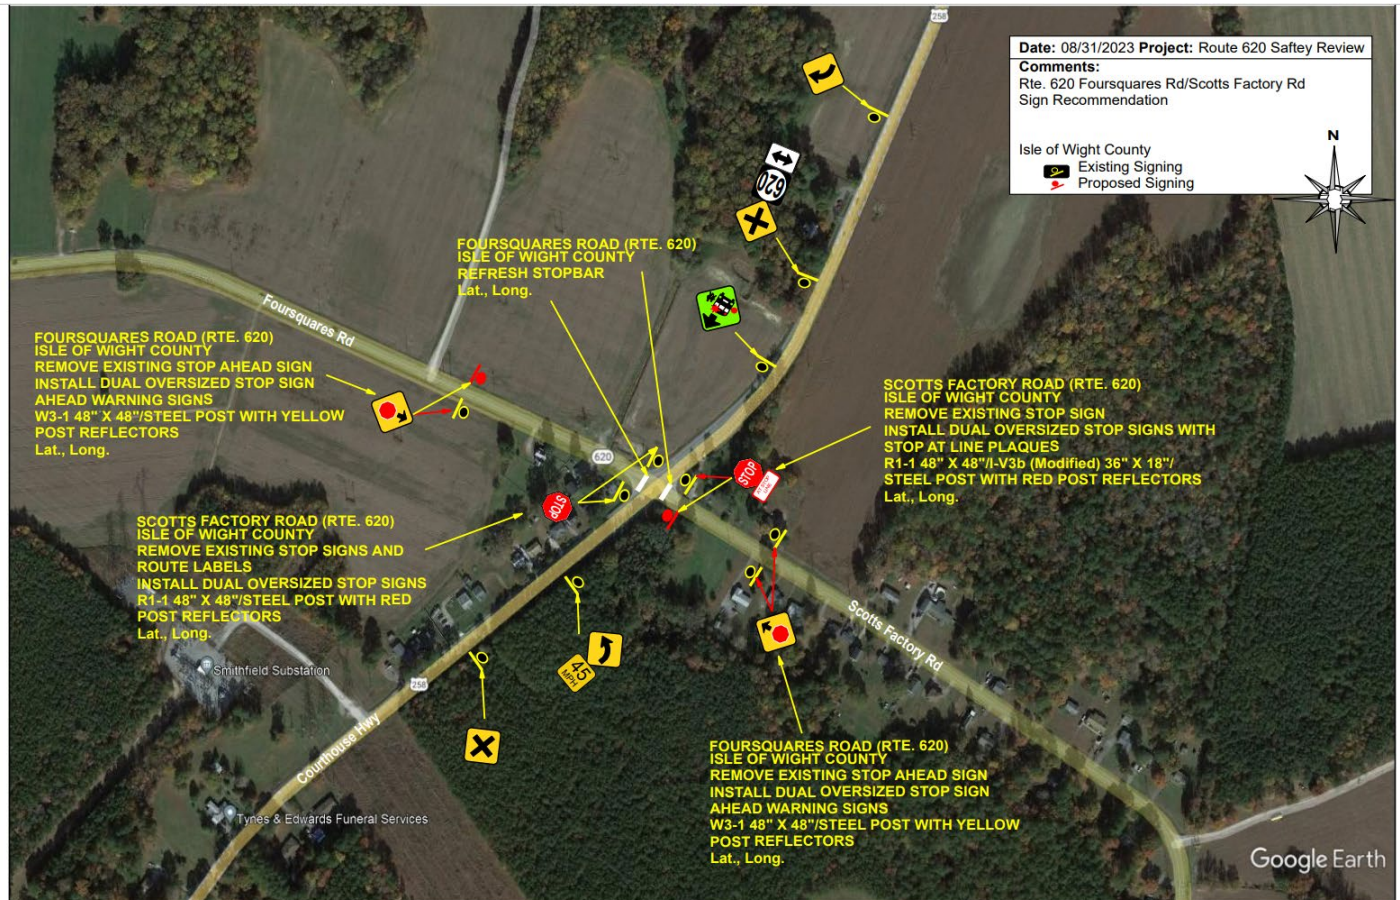 258
Date: 08/31/2023 Project: Route 620 Saftey Review
Comments:
Rte. 620 Foursquares Rd/Scotts Factory Rd
Sign Recommendation
Isle of Wight County
Existing Signing
Proposed Signing
N
620
FOURSQUARES ROAD (RTE. 620)
ISLE OF WIGHT COUNTY
REFRESH STOPBAR
Lat., Long.
Foursquares Rd
FOURSQUARES ROAD (RTE. 620)
ISLE OF WIGHT COUNTY
REMOVE EXISTING STOP AHEAD SIGN
INSTALL DUAL OVERSIZED STOP SIGN
AHEAD WARNING SIGNS
W3-1 48" X 48"/STEEL POST WITH YELLOW
POST REFLECTORS
Lat., Long.
SCOTTS FACTORY ROAD (RTE. 620)
ISLE OF WIGHT COUNTY
REMOVE EXISTING STOP SIGN
INSTALL DUAL OVERSIZED STOP SIGNS WITH
STOP AT LINE PLAQUES
R1-1 48" X 48"/I-V3b (Modified) 36" X 18"/
STEEL POST WITH RED POST REFLECTORS
Lat., Long.
620
STOP
STOP
SCOTTS FACTORY ROAD (RTE. 620)
ISLE OF WIGHT COUNTY
REMOVE EXISTING STOP SIGNS AND
ROUTE LABELS
INSTALL DUAL OVERSIZED STOP SIGNS
R1-1 48" X 48"/STEEL POST WITH RED
POST REFLECTORS
Lat., Long.
Scotts Factory Rd
45
MPH
Smithfield Substation
258
Courthouse Hwy
FOURSQUARES ROAD (RTE. 620)
ISLE OF WIGHT COUNTY
REMOVE EXISTING STOP AHEAD SIGN
INSTALL DUAL OVERSIZED STOP SIGN
AHEAD WARNING SIGNS
W3-1 48" X 48"/STEEL POST WITH YELLOW
POST REFLECTORS
Lat., Long.
Tynes & Edwards Funeral Services
Google Earth